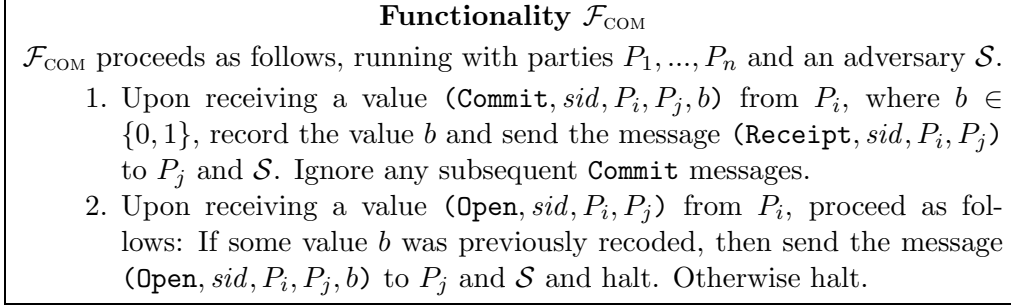 Functionality F_COM
F_COM proceeds as follows, running with parties P_1, ..., P_n and an adversary S.
1. Upon receiving a value (Commit, sid, P_i, P_j, b) from P_i, where b ∈
{0, 1}, record the value b and send the message (Receipt, sid, P_i, P_j)
to P_j and S. Ignore any subsequent Commit messages.
2. Upon receiving a value (Open, sid, P_i, P_j) from P_i, proceed as fol-
lows: If some value b was previously recoded, then send the message
(Open, sid, P_i, P_j, b) to P_j and S and halt. Otherwise halt.